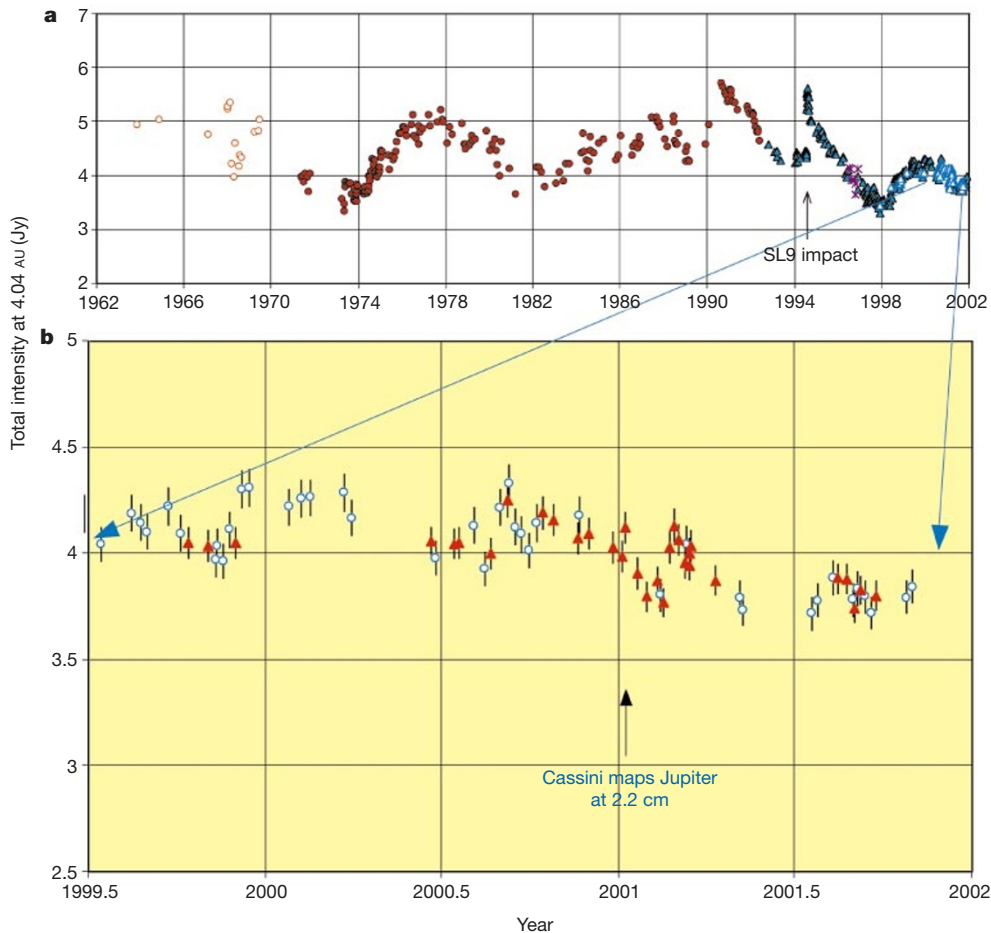 a
7
6
5
4
3
2
1962 1966 1970 1974 1978 1982 1986 1990 1994 1998 2002
SL9 impact
Total intensity at 4.04 AU (Jy)
b
5
4.5
4
3.5
3
2.5
Cassini maps Jupiter
at 2.2 cm
1999.5 2000 2000.5 2001 2001.5 2002
Year